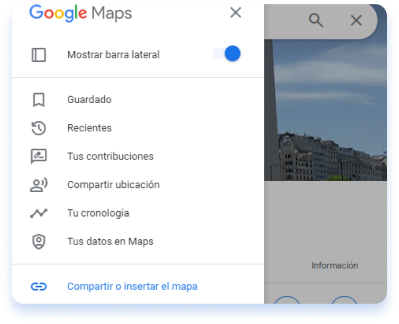 Google Maps
Mostrar barra lateral
Guardado
Recientes
Tus contribuciones
Compartir ubicación
Tu cronología
Tus datos en Maps
Información
Compartir o insertar el mapa